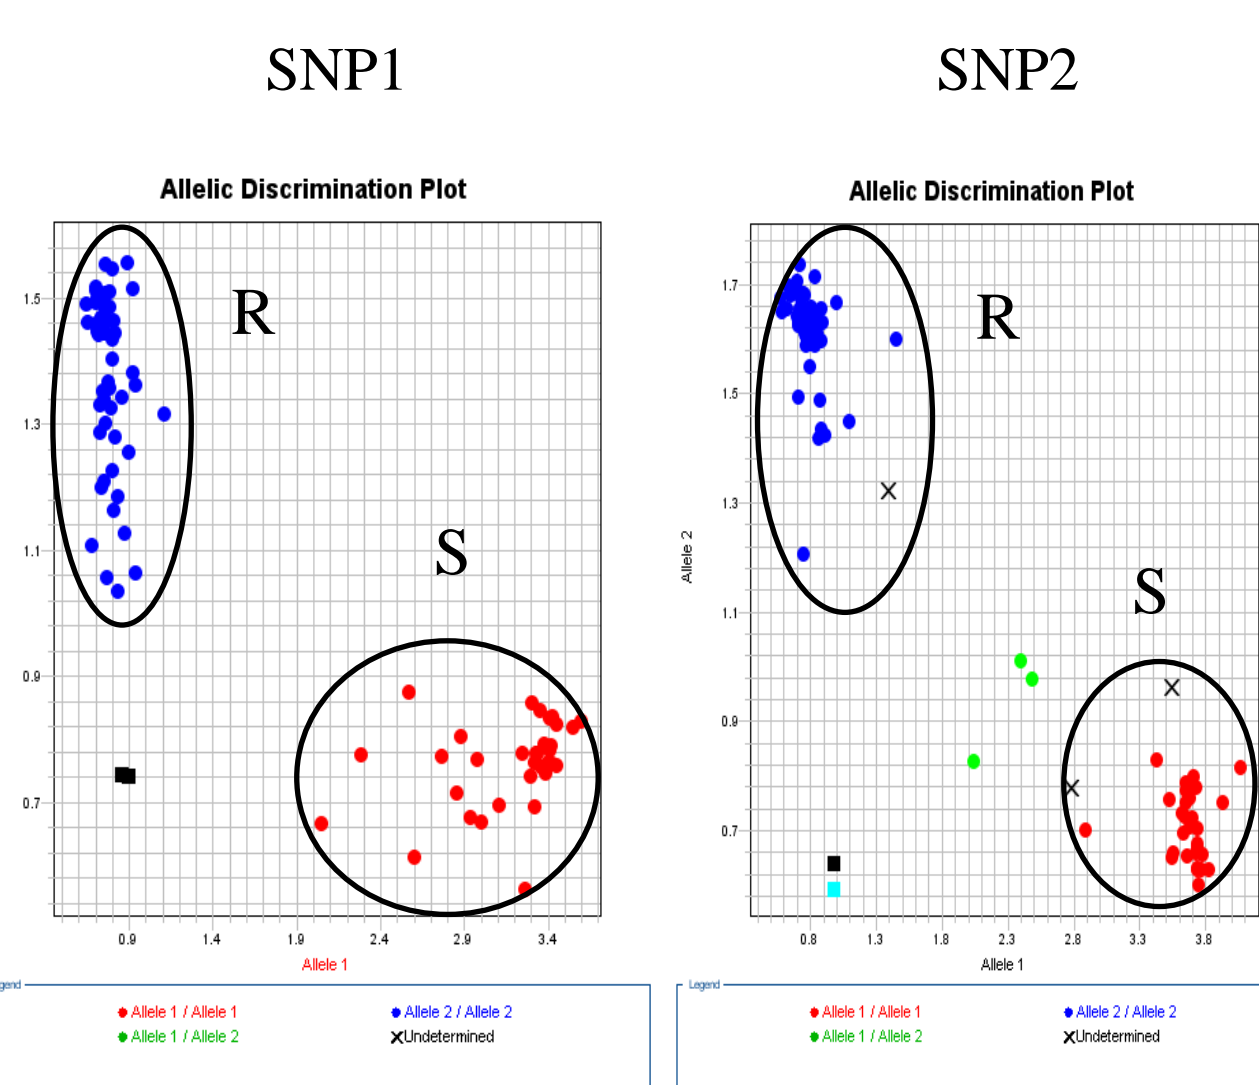 SNP1
SNP2
Allelic Discrimination Plot
Allelic Discrimination Plot
R
S
1.5
1.3
1.1
0.9
0.7
0.9 1.4 1.9 2.4 2.9 3.4
Allele 1
R
S
Allele 2
1.7
1.5
1.3
1.1
0.9
0.7
0.8 1.3 1.8 2.3 2.8 3.3 3.8
Allele 1
gend
Allele 1 / Allele 1 Allele 2 / Allele 2
Allele 1 / Allele 2 Undetermined
Legend
Allele 1 / Allele 1 Allele 2 / Allele 2
Allele 1 / Allele 2 Undetermined